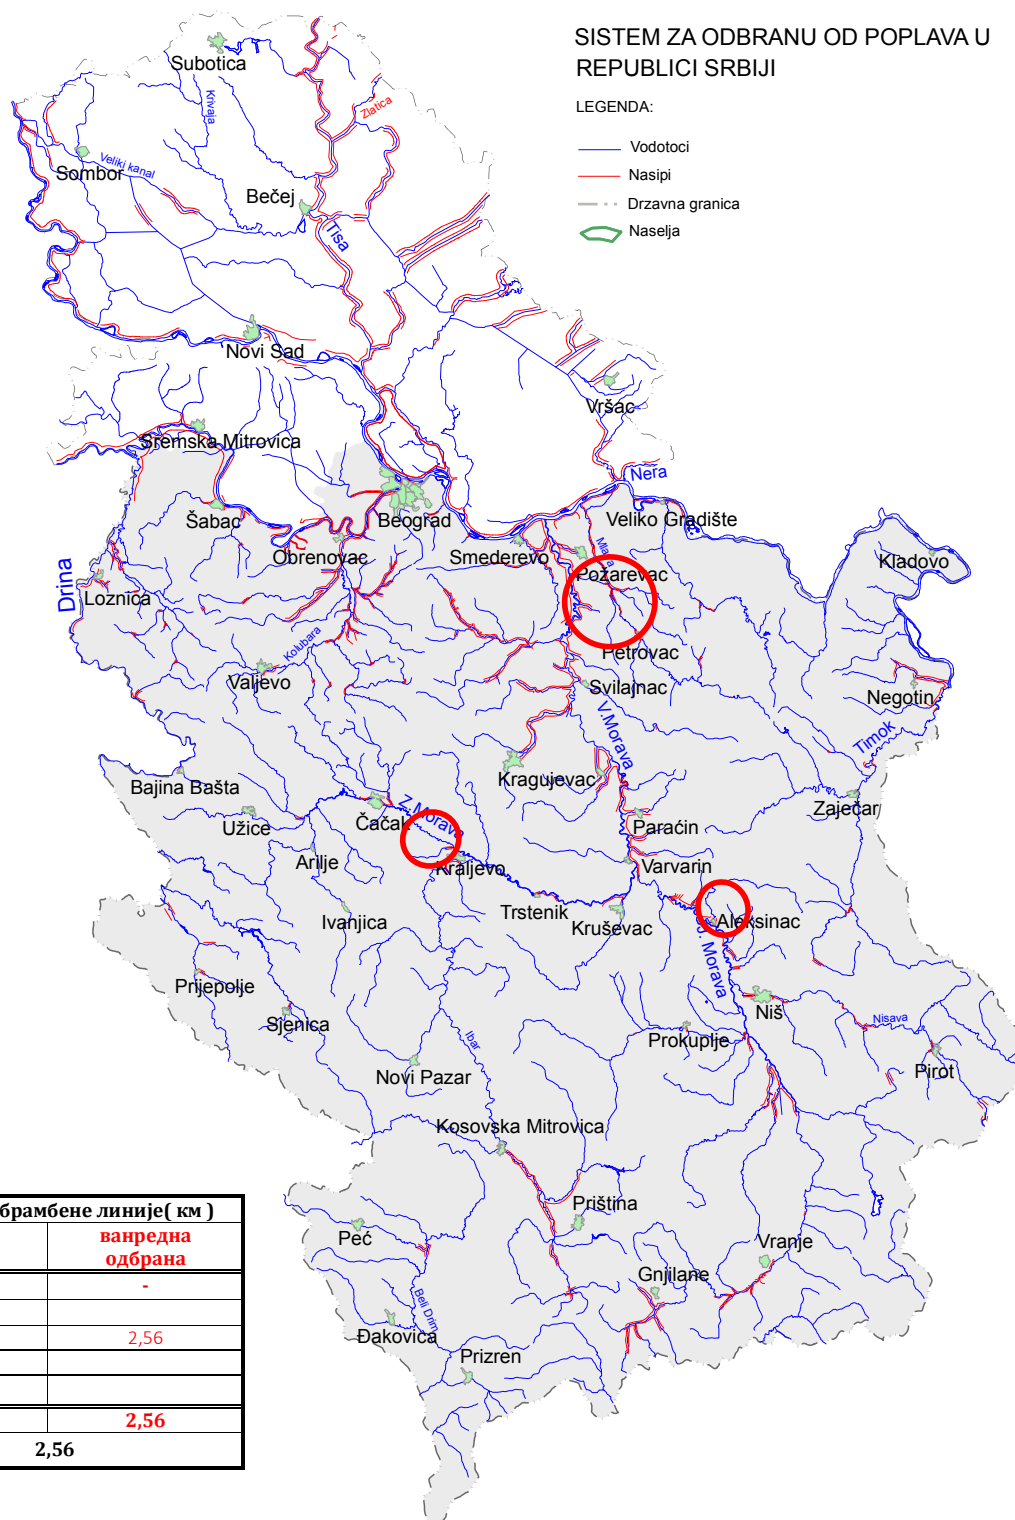 SISTEM ZA ODBRANU OD POPLAVA U
REPUBLICI SRBIJI
LEGENDA:
Vodotoci
Nasipi
Drzavna granica
Naselja
Subotica
Krivaja
Zlatica
Sombor
Veliki kanal
Bečej
Tisa
Novi Sad
Vršac
Sremska Mitrovica
Nera
Šabac
Beograd
Veliko Gradište
Obrenovac
Smederevo
Mlava
Kladovo
Drina
Loznica
Požarevac
Kolubara
Petrovac
Valjevo
Svilajnac
Negotin
V.Morava
Timok
Bajina Bašta
Kragujevac
Užice
Čačak
Z.Morava
Paraćin
Zaječar
Arilje
Kraljevo
Varvarin
Ivanjica
Trstenik
Kruševac
Aleksinac
J. Morava
Prijepolje
Sjenica
Niš
Nisava
Ibar
Prokuplje
Novi Pazar
Pirot
Kosovska Mitrovica
Priština
Peć
Vranje
Gnjilane
Beli Drim
Đakovica
Prizren
брамбене линије( км )
ванредна
одбрана
-
2,56
2,56
2,56